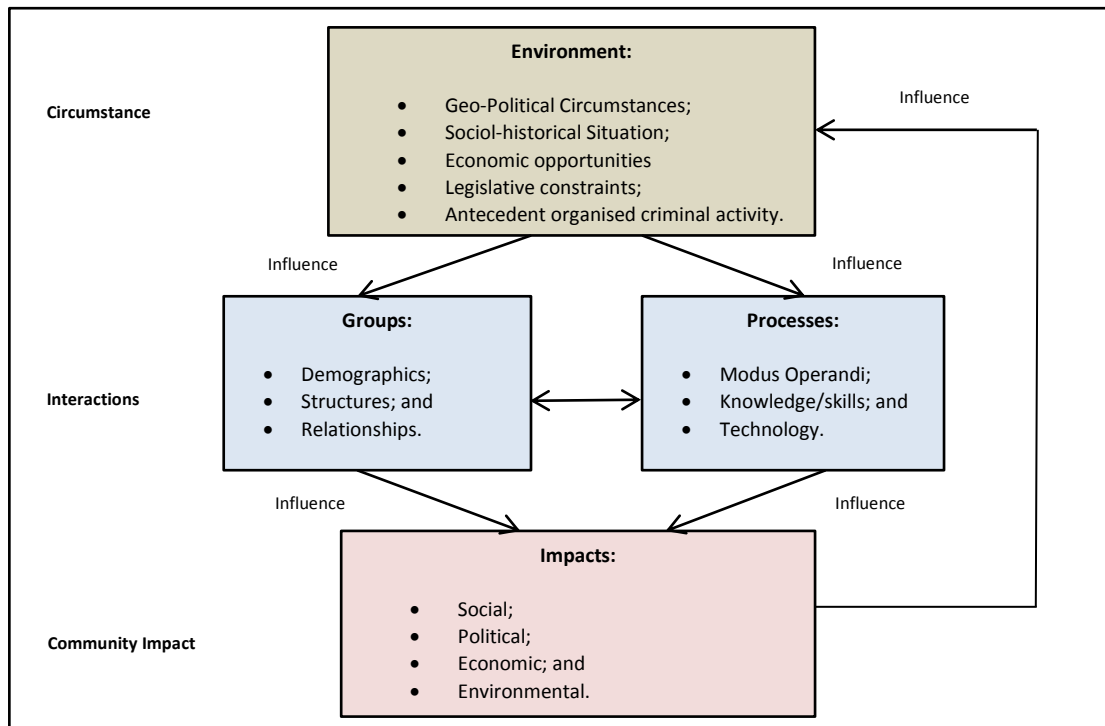 Environment:
Circumstance
Influence
• Geo-Political Circumstances;
• Sociol-historical Situation;
• Economic opportunities
• Legislative constraints;
• Antecedent organised criminal activity.
Influence
Influence
Groups:
Processes:
Interactions
• Demographics;
• Structures; and
• Relationships.
• Modus Operandi;
• Knowledge/skills; and
• Technology.
Influence
Influence
Impacts:
Community Impact
• Social;
• Political;
• Economic; and
• Environmental.